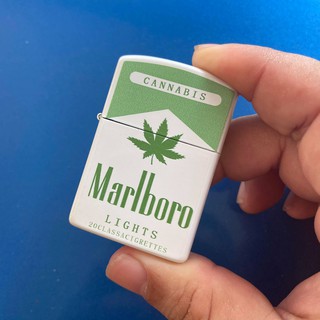 CANNABIS
Marlboro
LIGHTS
20CLASSACIGRETTES